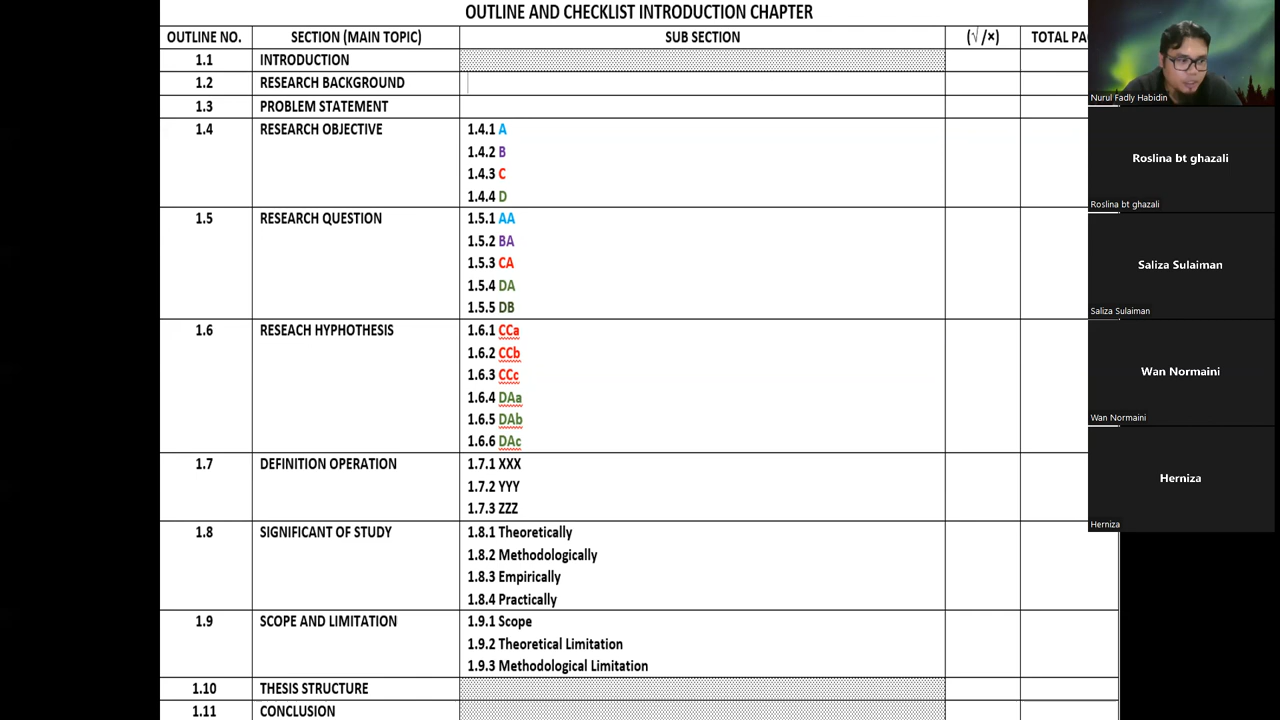 OUTLINE AND CHECKLIST INTRODUCTION CHAPTER
OUTLINE NO. SECTION (MAIN TOPIC) SUB SECTION (√/×) TOTAL PA
1.1 INTRODUCTION
1.2 RESEARCH BACKGROUND
1.3 PROBLEM STATEMENT
1.4 RESEARCH OBJECTIVE 1.4.1 A
1.4.2 B
1.4.3 C
1.4.4 D
1.5 RESEARCH QUESTION 1.5.1 AA
1.5.2 BA
1.5.3 CA
1.5.4 DA
1.5.5 DB
1.6 RESEACH HYPHOTHESIS 1.6.1 CCa
1.6.2 CCb
1.6.3 CCc
1.6.4 DAa
1.6.5 DAb
1.6.6 DAc
1.7 DEFINITION OPERATION 1.7.1 XXX
1.7.2 YYY
1.7.3 ZZZ
1.8 SIGNIFICANT OF STUDY 1.8.1 Theoretically
1.8.2 Methodologically
1.8.3 Empirically
1.8.4 Practically
1.9 SCOPE AND LIMITATION 1.9.1 Scope
1.9.2 Theoretical Limitation
1.9.3 Methodological Limitation
1.10 THESIS STRUCTURE
1.11 CONCLUSION
Nurul Fadly Habidin
Roslina bt ghazali
Roslina bt ghazali
Saliza Sulaiman
Saliza Sulaiman
Wan Normaini
Wan Normaini
Herniza
Herniza